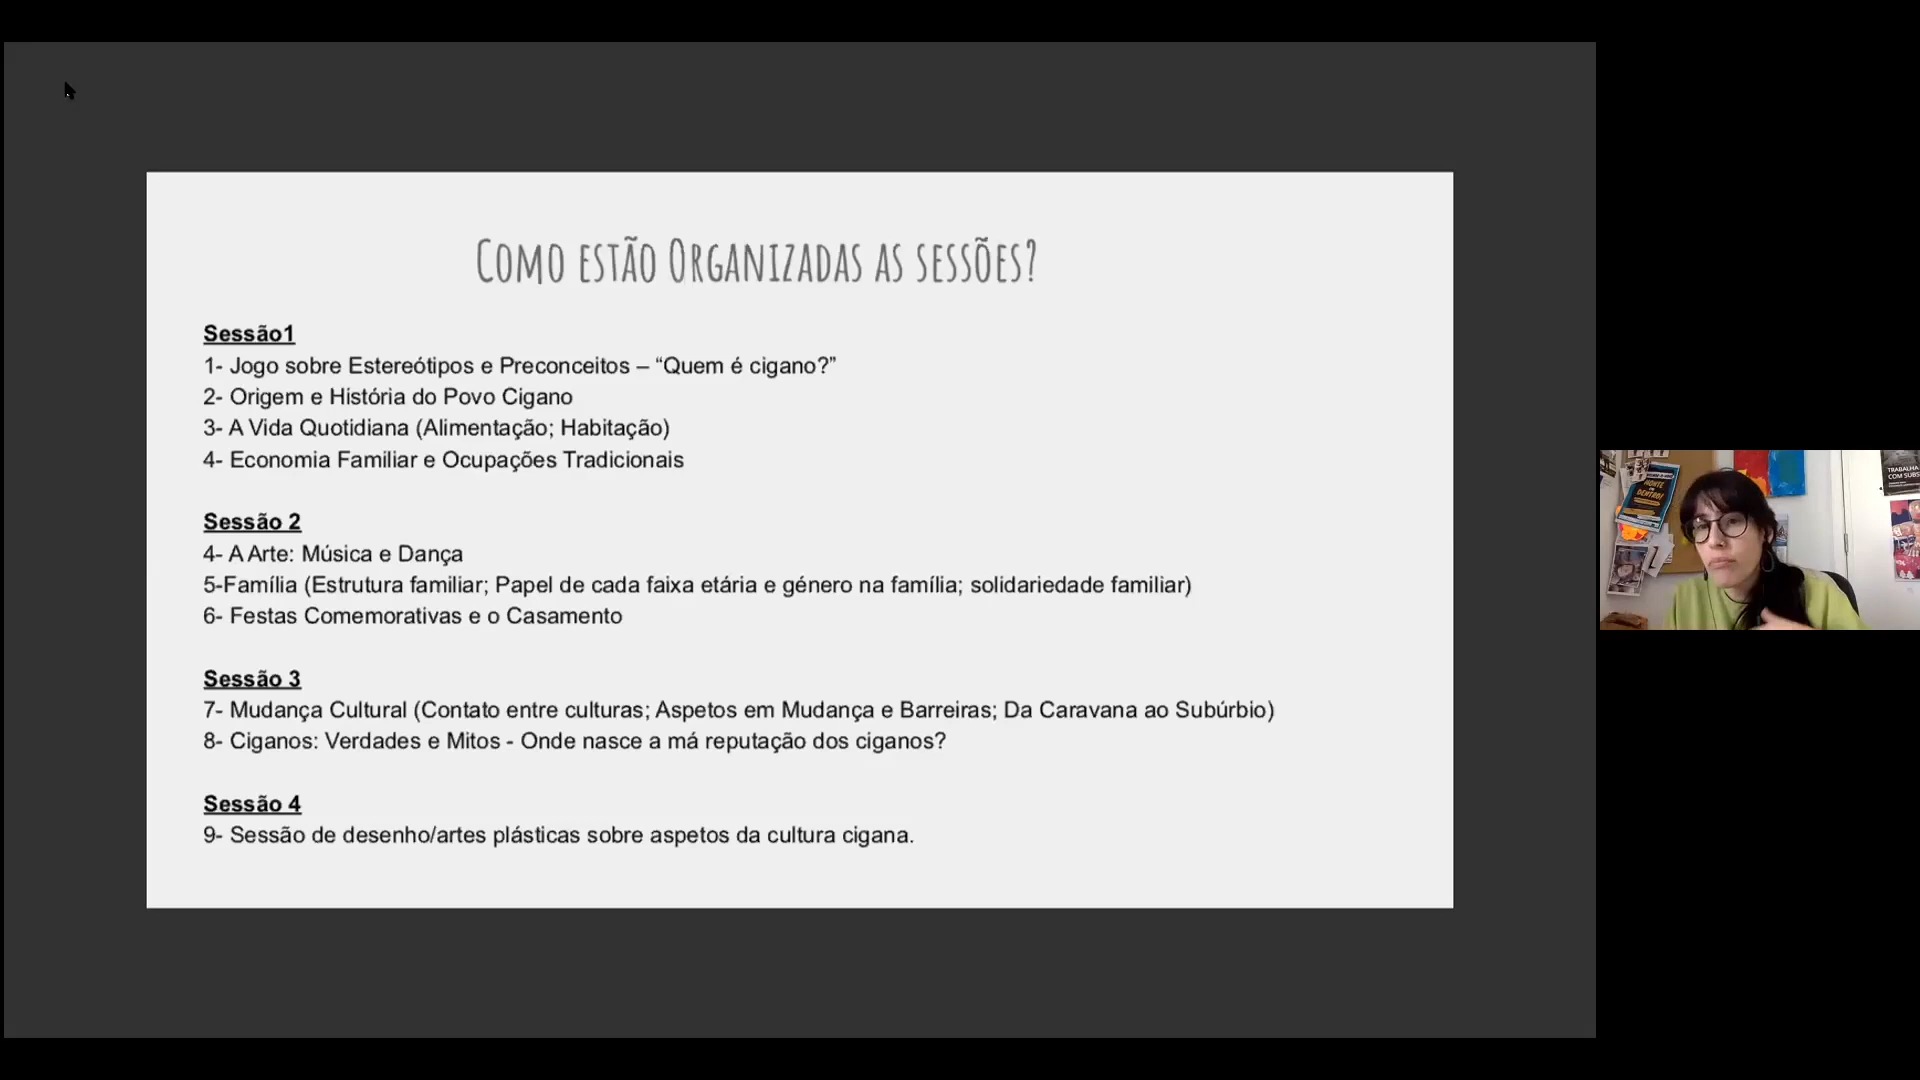 Como estão Organizadas as sessões?
Sessão1
1- Jogo sobre Estereótipos e Preconceitos – “Quem é cigano?”
2- Origem e História do Povo Cigano
3- A Vida Quotidiana (Alimentação; Habitação)
4- Economia Familiar e Ocupações Tradicionais
Sessão 2
4- A Arte: Música e Dança
5-Família (Estrutura familiar; Papel de cada faixa etária e género na família; solidariedade familiar)
6- Festas Comemorativas e o Casamento
Sessão 3
7- Mudança Cultural (Contato entre culturas; Aspetos em Mudança e Barreiras; Da Caravana ao Subúrbio)
8- Ciganos: Verdades e Mitos - Onde nasce a má reputação dos ciganos?
Sessão 4
9- Sessão de desenho/artes plásticas sobre aspetos da cultura cigana.
TRABALHA
COM SUBS